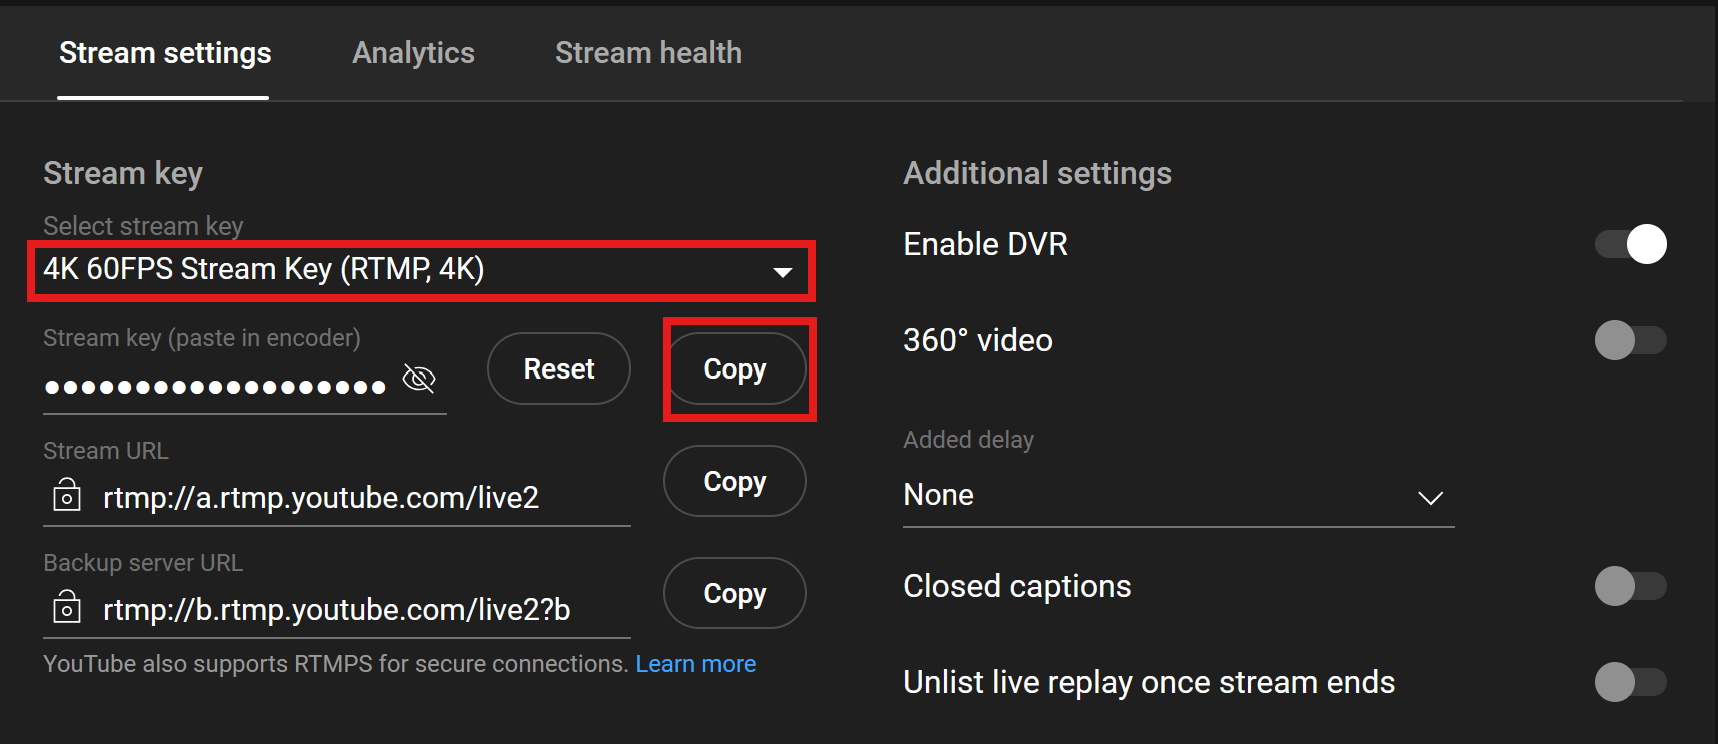 Stream settings
Analytics
Stream health
Stream key
Select stream key
4K 60FPS Stream Key (RTMP, 4K)
Stream key (paste in encoder)
•••••••••••••••••••
Reset
Copy
Stream URL
rtmp://a.rtmp.youtube.com/live2
Copy
Backup server URL
rtmp://b.rtmp.youtube.com/live2?b
Copy
YouTube also supports RTMPS for secure connections. Learn more
Additional settings
Enable DVR
360° video
Added delay
None
Closed captions
Unlist live replay once stream ends